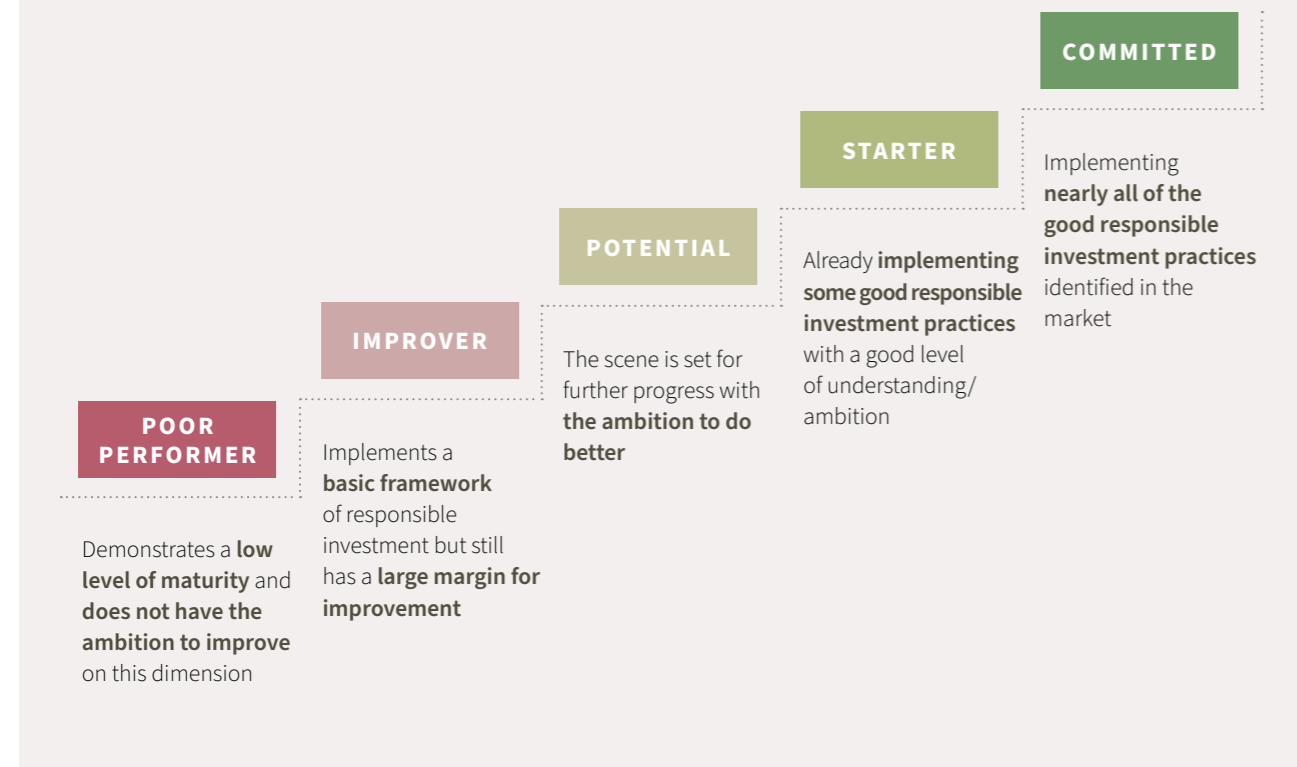 POOR
PERFORMER
Demonstrates a low
level of maturity and
does not have the
ambition to improve
on this dimension
IMPROVER
Implements a
basic framework
of responsible
investment but still
has a large margin for
improvement
POTENTIAL
The scene is set for
further progress with
the ambition to do
better
STARTER
Already implementing
some good responsible
investment practices
with a good level
of understanding/
ambition
COMMITTED
Implementing
nearly all of the
good responsible
investment practices
identified in the
market